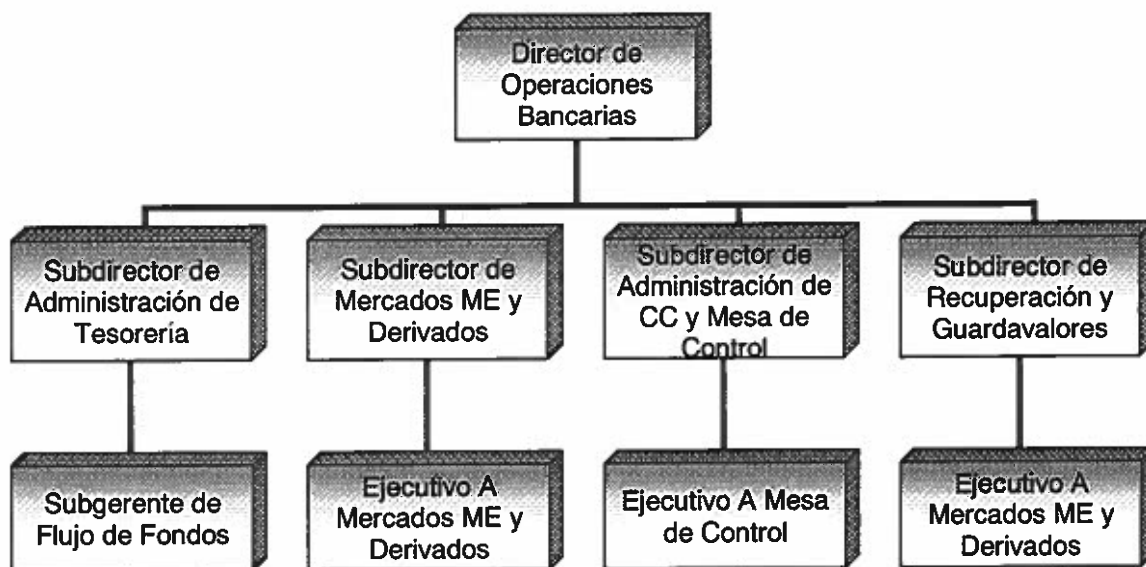 Director de
Operaciones
Bancarias
Subdirector de
Administración de
Tesorería
Subdirector de
Mercados ME y
Derivados
Subdirector de
Administración de
CC y Mesa de
Control
Subdirector de
Recuperación y
Guardavalores
Subgerente de
Flujo de Fondos
Ejecutivo A
Mercados ME y
Derivados
Ejecutivo A Mesa
de Control
Ejecutivo A
Mercados ME y
Derivados